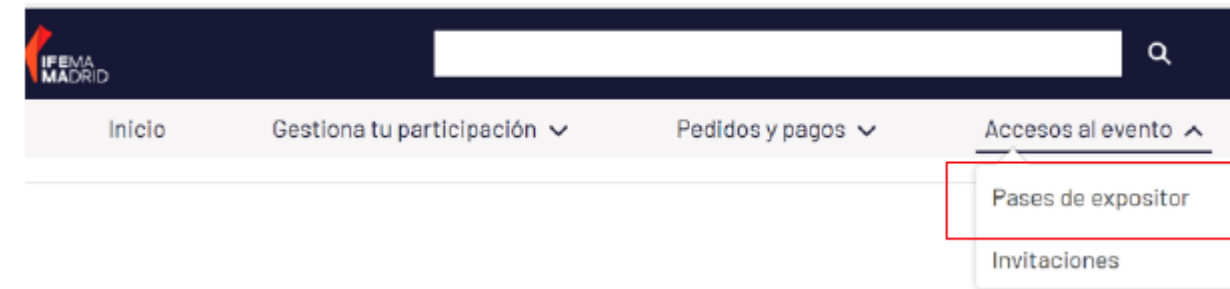 IFEMA
MADRID
Inicio Gestiona tu participación Pedidos y pagos Accesos al evento
Pases de expositor
Invitaciones